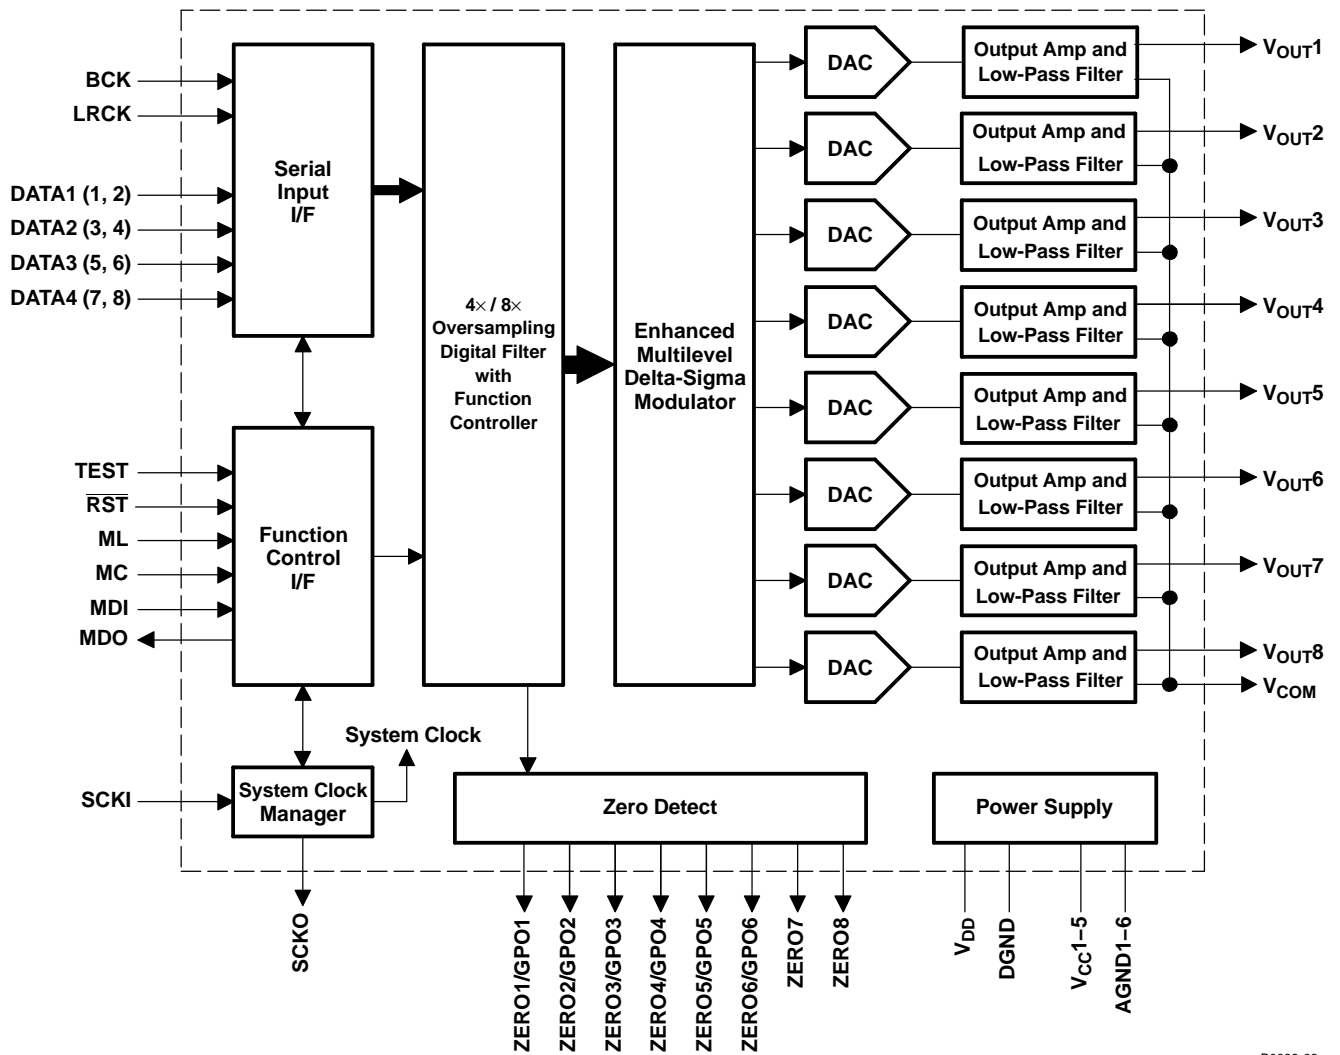 BCK
LRCK
DATA1 (1, 2)
DATA2 (3, 4)
DATA3 (5, 6)
DATA4 (7, 8)
Serial
Input
I/F
TEST
RST
ML
MC
MDI
MDO
Function
Control
I/F
SCKI
System Clock
Manager
System Clock
SCKO
4× / 8×
Oversampling
Digital Filter
with
Function
Controller
Enhanced
Multilevel
Delta-Sigma
Modulator
DAC
Output Amp and
Low-Pass Filter
VOUT1
DAC
Output Amp and
Low-Pass Filter
VOUT2
DAC
Output Amp and
Low-Pass Filter
VOUT3
DAC
Output Amp and
Low-Pass Filter
VOUT4
DAC
Output Amp and
Low-Pass Filter
VOUT5
DAC
Output Amp and
Low-Pass Filter
VOUT6
DAC
Output Amp and
Low-Pass Filter
VOUT7
DAC
Output Amp and
Low-Pass Filter
VOUT8
VCOM
Zero Detect
ZERO1/GPO1
ZERO2/GPO2
ZERO3/GPO3
ZERO4/GPO4
ZERO5/GPO5
ZERO6/GPO6
ZERO7
ZERO8
Power Supply
VDD
DGND
VCC1–5
AGND1–6